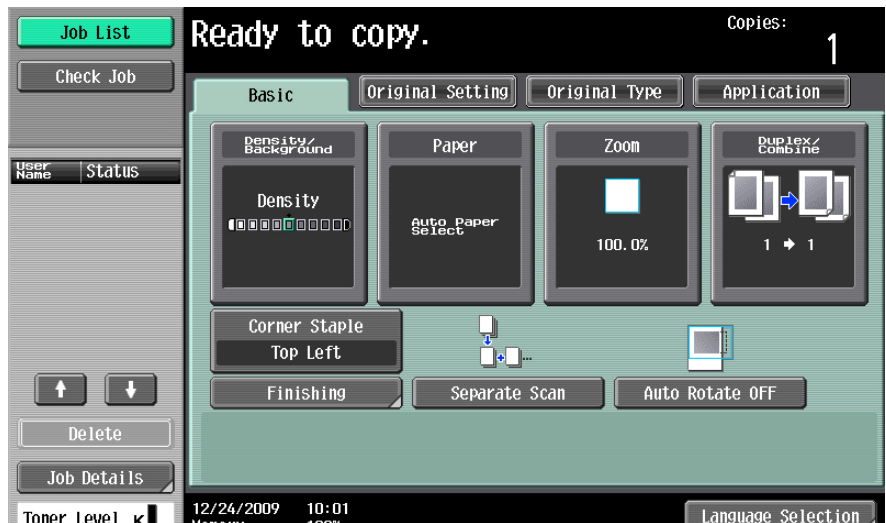 Job List
Ready to copy.
Copies:
1
Check Job
Basic
Original Setting
Original Type
Application
Density/
Background
Paper
Zoom
Duplex/
Combine
User
Name
Status
Density
Auto Paper
Select
100.0%
1 → 1
Corner Staple
Top Left
Finishing
Separate Scan
Auto Rotate OFF
Delete
Job Details
Toner Level K
12/24/2009 10:01
Memory 100%
Language Selection